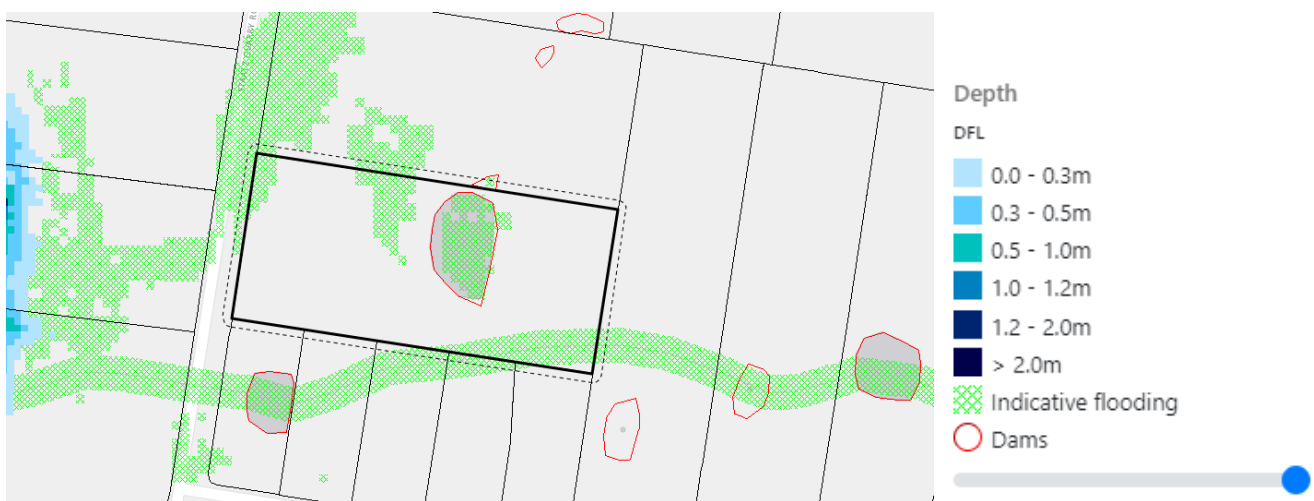 Depth
DFL
0.0 - 0.3m
0.3 - 0.5m
0.5 - 1.0m
1.0 - 1.2m
1.2 - 2.0m
> 2.0m
Indicative flooding
Dams